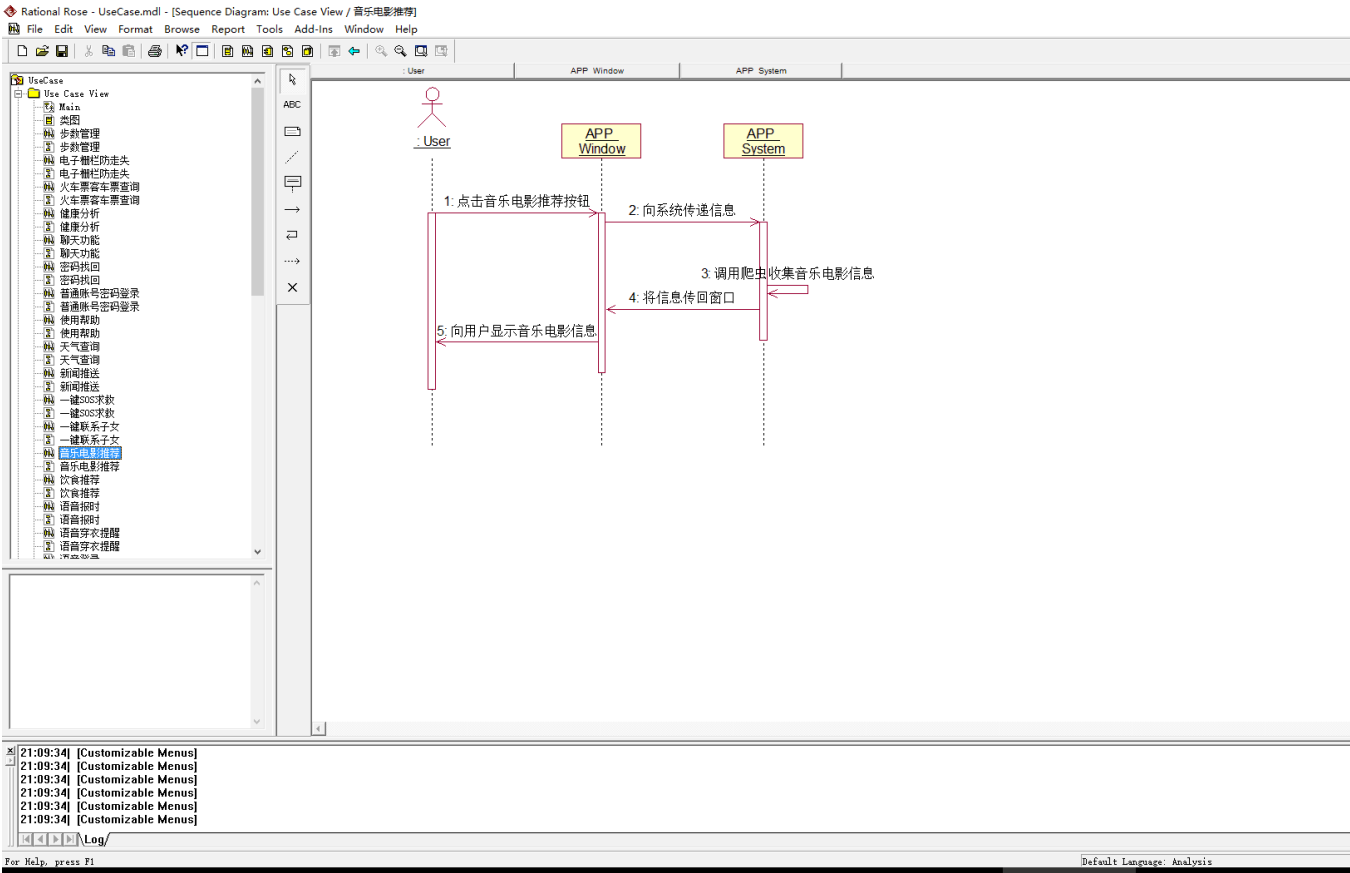 Rational Rose - UseCase.mdl - [Sequence Diagram: Use Case View / 音乐电影推荐]
File Edit View Format Browse Report Tools Add-Ins Window Help
UseCase
Use Case View
Main
类图
步数管理
步数管理
电子栅栏防走失
电子栅栏防走失
火车票客车票查询
火车票客车票查询
健康分析
健康分析
聊天功能
聊天功能
密码找回
密码找回
普通账号密码登录
普通账号密码登录
使用帮助
使用帮助
天气查询
天气查询
新闻推送
新闻推送
一键SOS求救
一键SOS求救
一键联系子女
一键联系子女
音乐电影推荐
音乐电影推荐
饮食推荐
饮食推荐
语音报时
语音报时
语音穿衣提醒
语音穿衣提醒
语音登录
ABC
: User APP Window APP System
: User
APP
Window
APP
System
1: 点击音乐电影推荐按钮
2: 向系统传递信息
3: 调用爬虫收集音乐电影信息
4: 将信息传回窗口
5: 向用户显示音乐电影信息
21:09:34| [Customizable Menus]
21:09:34| [Customizable Menus]
21:09:34| [Customizable Menus]
21:09:34| [Customizable Menus]
21:09:34| [Customizable Menus]
21:09:34| [Customizable Menus]
Log
For Help, press F1
Default Language: Analysis